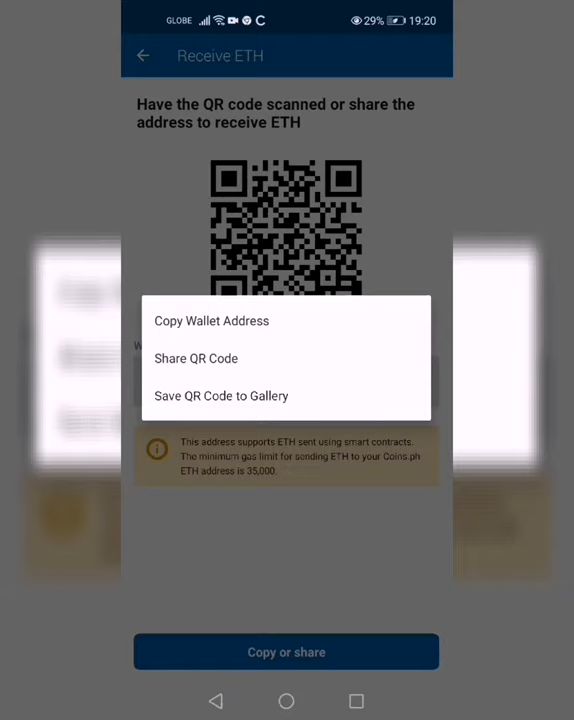 GLOBE 29% 19:20
Receive ETH
Have the QR code scanned or share the
address to receive ETH
Copy Wallet Address
Share QR Code
Save QR Code to Gallery
This address supports ETH sent using smart contracts.
The minimum gas limit for sending ETH to your Coins.ph
ETH address is 35,000.
Copy or share